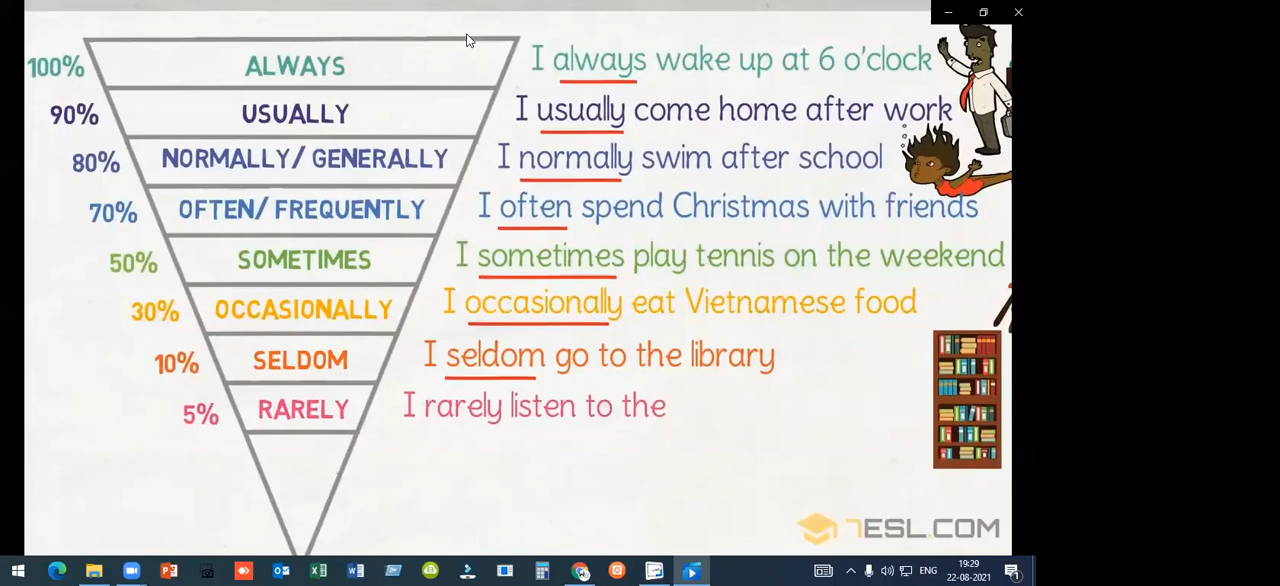 100% ALWAYS I always wake up at 6 o'clock
90% USUALLY I usually come home after work
80% NORMALLY/ GENERALLY I normally swim after school
70% OFTEN/ FREQUENTLY I often spend Christmas with friends
50% SOMETIMES I sometimes play tennis on the weekend
30% OCCASIONALLY I occasionally eat Vietnamese food
10% SELDOM I seldom go to the library
5% RARELY I rarely listen to the
7ESL.COM
ENG 19:29
22-08-2021